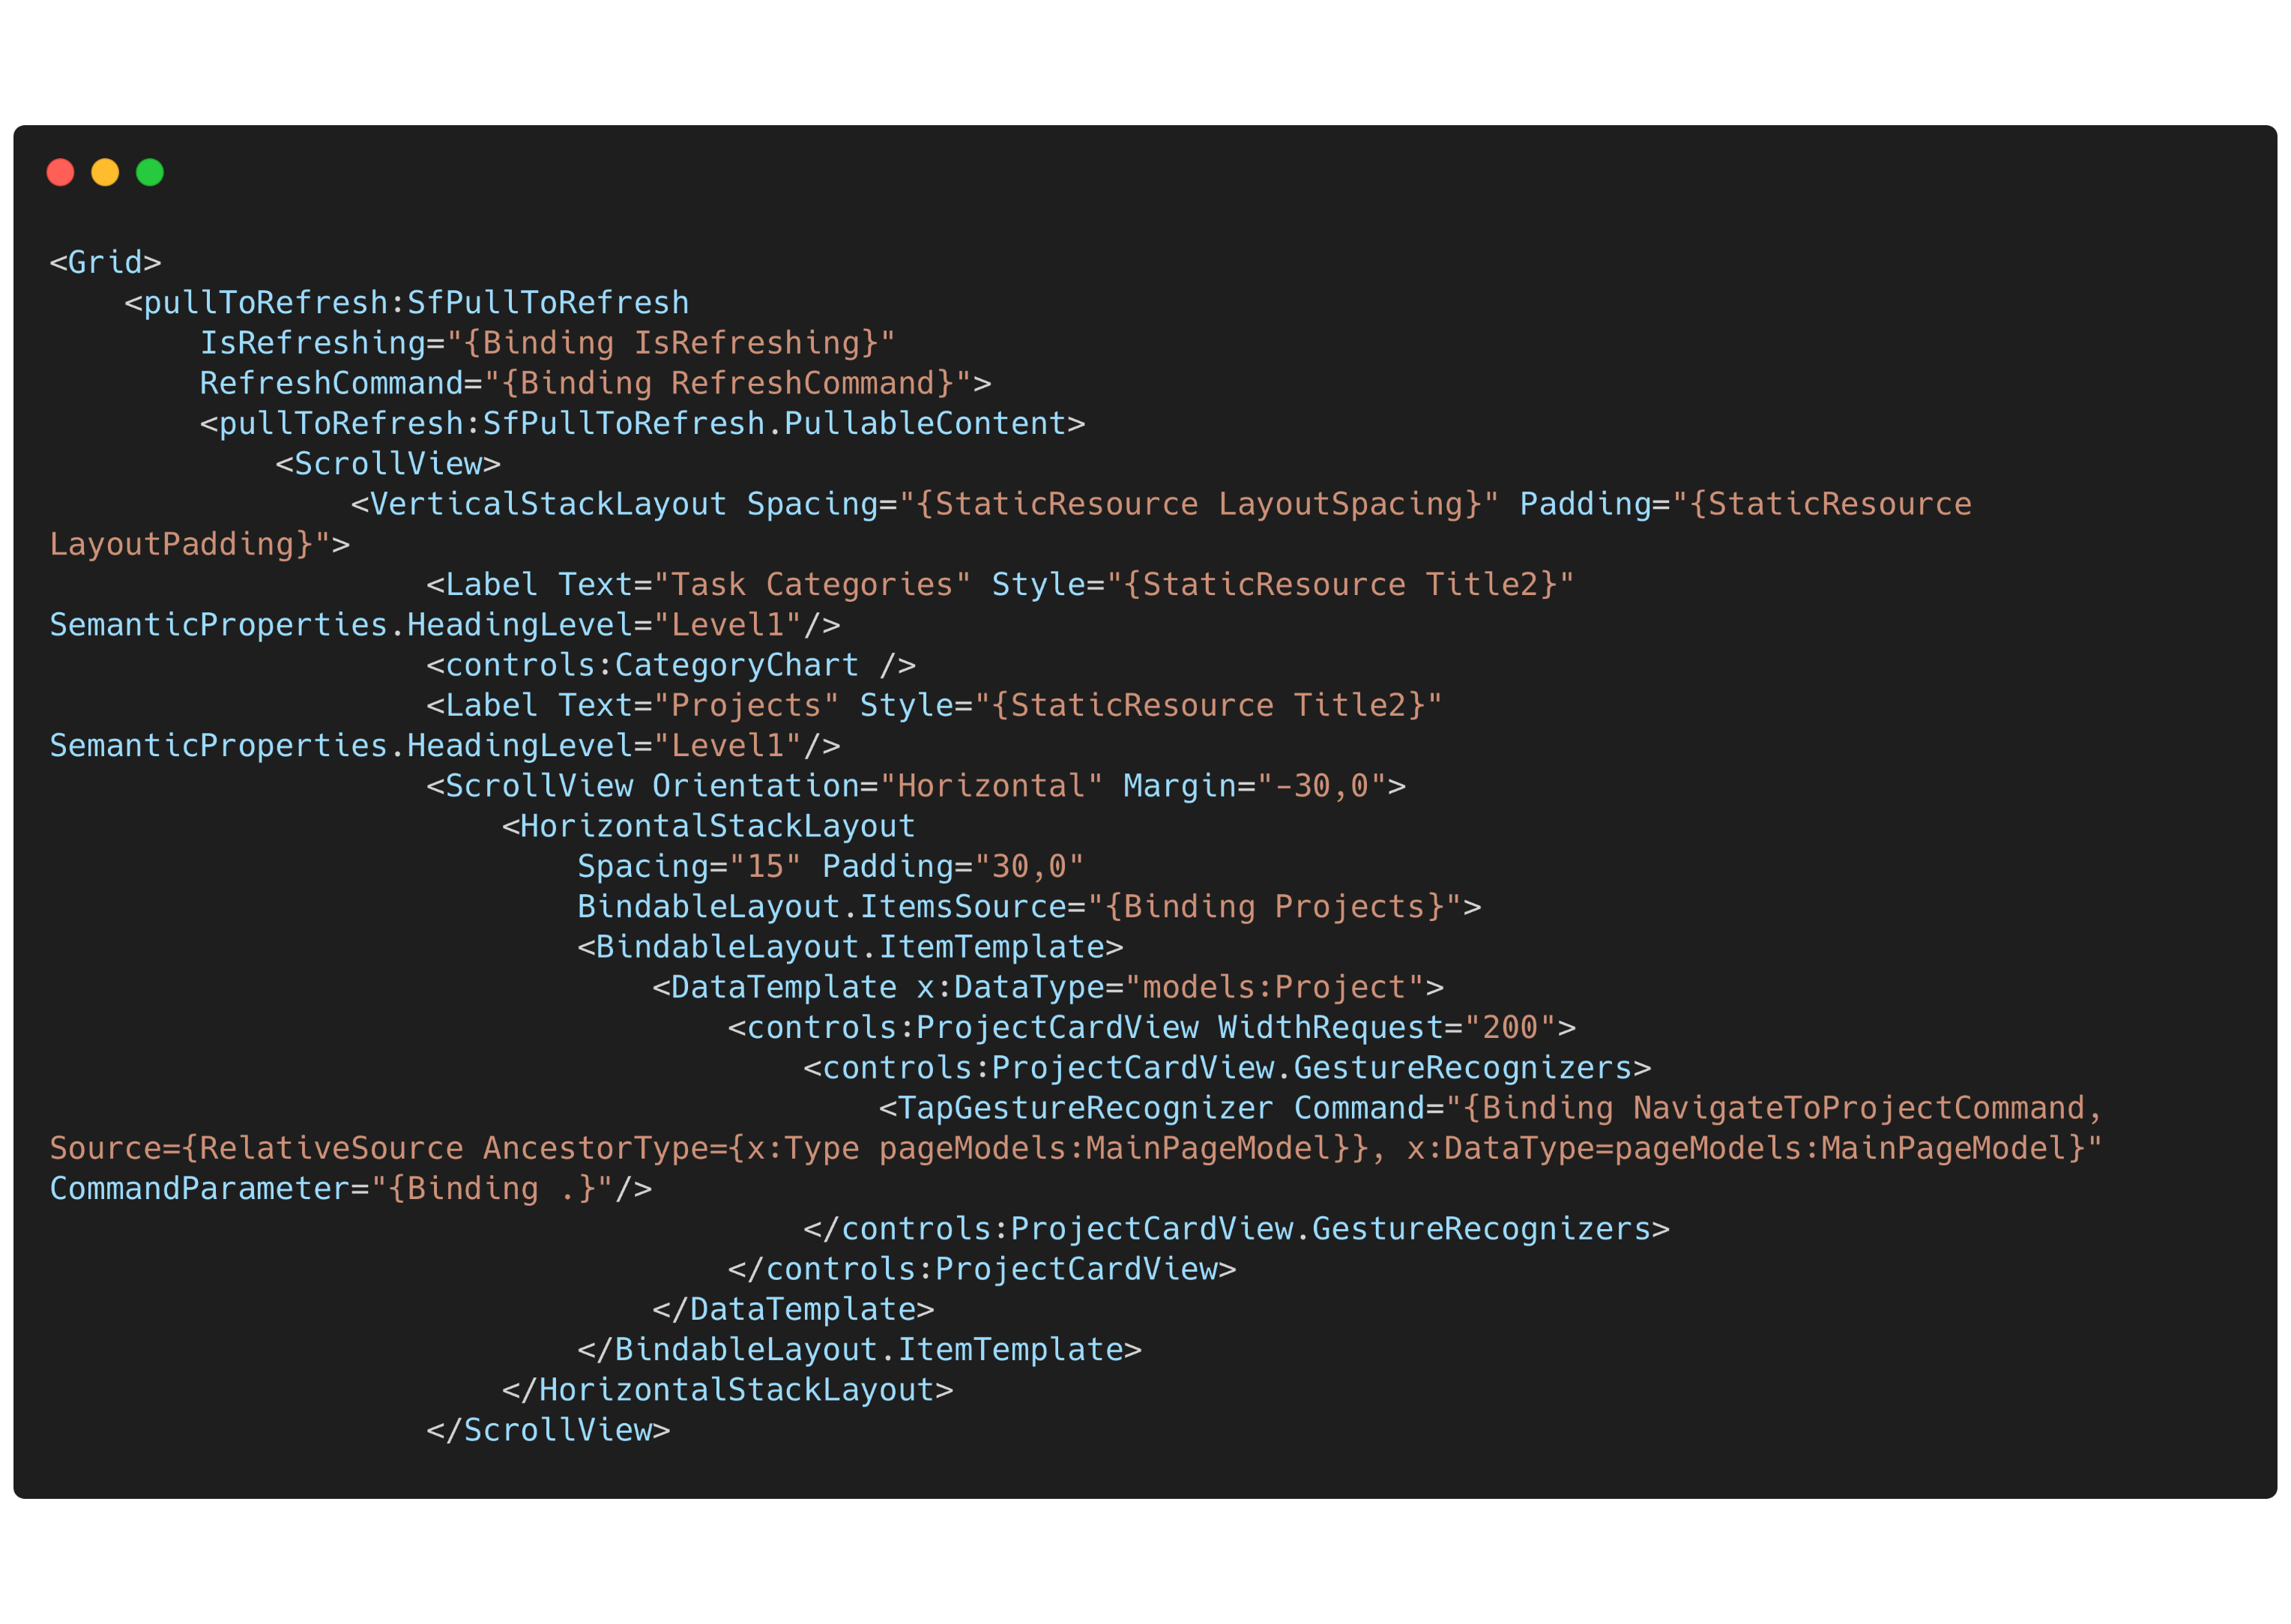 <Grid>
    <pullToRefresh:SfPullToRefresh
        IsRefreshing="{Binding IsRefreshing}"
        RefreshCommand="{Binding RefreshCommand}">
        <pullToRefresh:SfPullToRefresh.PullableContent>
            <ScrollView>
                <VerticalStackLayout Spacing="{StaticResource LayoutSpacing}" Padding="{StaticResource
LayoutPadding}">
                    <Label Text="Task Categories" Style="{StaticResource Title2}"
SemanticProperties.HeadingLevel="Level1"/>
                    <controls:CategoryChart />
                    <Label Text="Projects" Style="{StaticResource Title2}"
SemanticProperties.HeadingLevel="Level1"/>
                    <ScrollView Orientation="Horizontal" Margin="-30,0">
                        <HorizontalStackLayout
                            Spacing="15" Padding="30,0"
                            BindableLayout.ItemsSource="{Binding Projects}">
                            <BindableLayout.ItemTemplate>
                                <DataTemplate x:DataType="models:Project">
                                    <controls:ProjectCardView WidthRequest="200">
                                        <controls:ProjectCardView.GestureRecognizers>
                                            <TapGestureRecognizer Command="{Binding NavigateToProjectCommand,
Source={RelativeSource AncestorType={x:Type pageModels:MainPageModel}}, x:DataType=pageModels:MainPageModel}"
CommandParameter="{Binding .}"/>
                                        </controls:ProjectCardView.GestureRecognizers>
                                    </controls:ProjectCardView>
                                </DataTemplate>
                            </BindableLayout.ItemTemplate>
                        </HorizontalStackLayout>
                    </ScrollView>